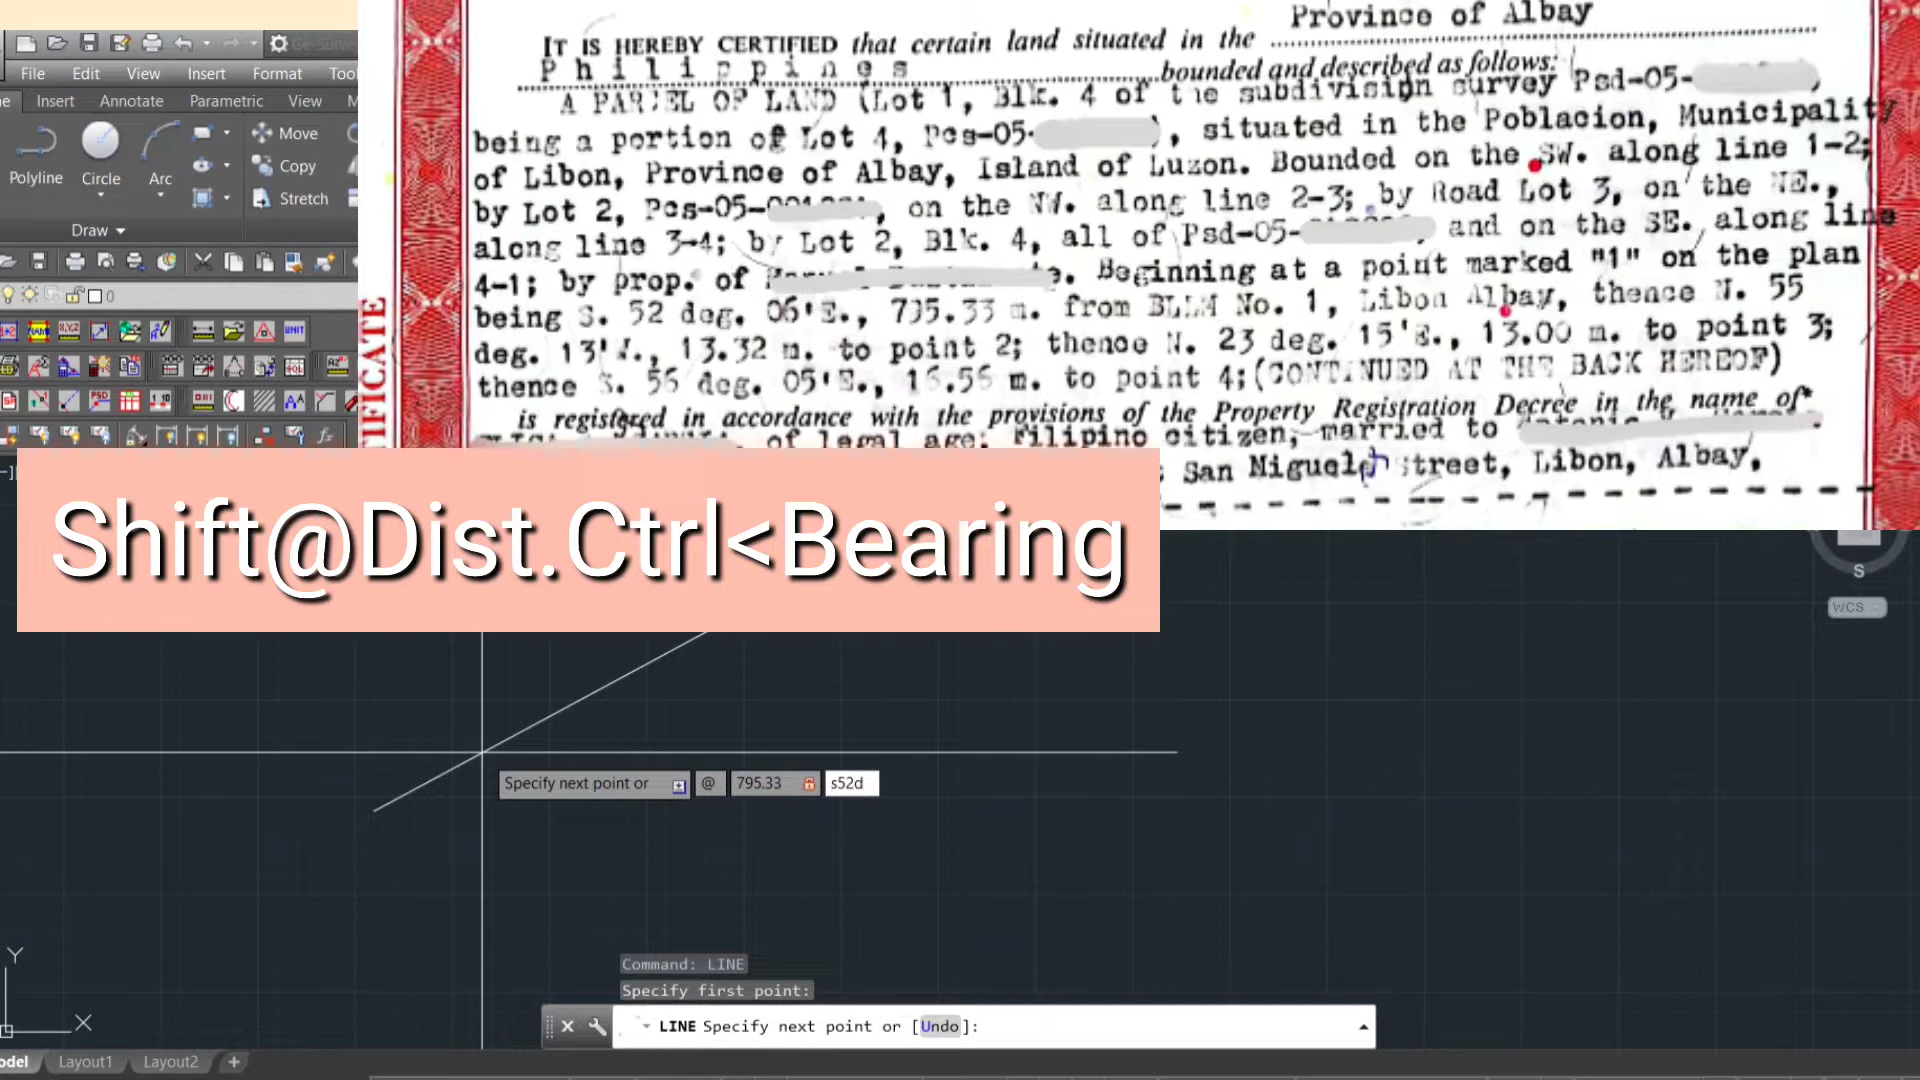 Province of Albay
IT IS HEREBY CERTIFIED that certain land situated in the
Philippines bounded and described as follows:
A PARCEL OF LAND (Lot 1, Blk. 4 of the subdivision survey Psd-05-
being a portion of Lot 4, Pcs-05- , situated in the Poblacion, Municipality
of Libon, Province of Albay, Island of Luzon. Bounded on the SW. along line 1-2;
by Lot 2, Pcs-05- , on the NW. along line 2-3; by Road Lot 3, on the NE.,
along line 3-4; by Lot 2, Blk. 4, all of Psd-05- and on the SE. along line
4-1; by prop. of . Beginning at a point marked "1" on the plan
being S. 52 deg. 06'E., 795.33 m. from BLLM No. 1, Libon Albay, thence N. 55
deg. 13'W., 13.32 m. to point 2; thence N. 23 deg. 15'E., 13.00 m. to point 3;
thence S. 56 deg. 05'E., 16.56 m. to point 4;(CONTINUED AT THE BACK HEREOF)
is registered in accordance with the provisions of the Property Registration Decree in the name of
of legal age; Filipino citizen, married to
San Miguel Street, Libon, Albay,
TIFICATE
File Edit View Insert Format Tool
Insert Annotate Parametric View
Polyline Circle Arc
Move
Copy
Stretch
Draw
0
X,Y,Z
UNIT
PSD
SQL
1:10
Shift@Dist.Ctrl<Bearing
S
WCS
Specify next point or @ 795.33 s52d
Y
X
Command: LINE
Specify first point:
LINE Specify next point or [Undo]:
odel Layout1 Layout2 +